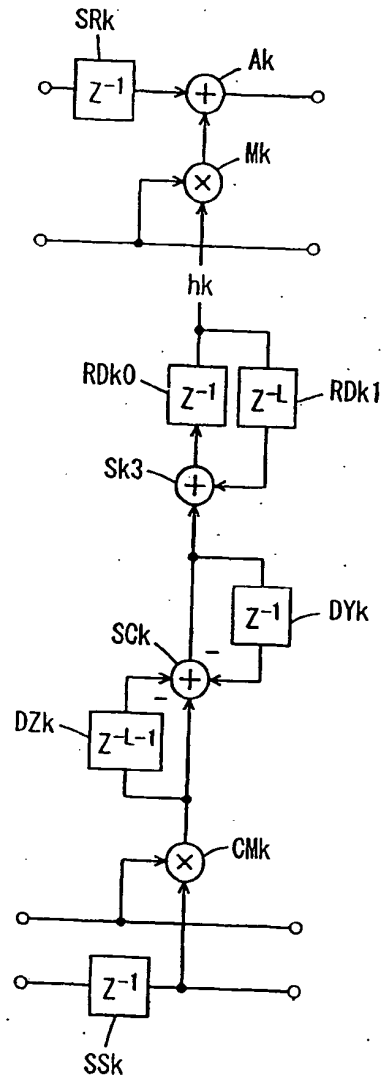 SRk
Ak
Z⁻¹
+
Mk
×
hk
RDk0
Z⁻¹
Z⁻ᴸ
RDk1
Sk3
+
Z⁻¹
DYk
SCk
−
+
−
DZk
Z⁻ᴸ⁻¹
CMk
×
Z⁻¹
SSk